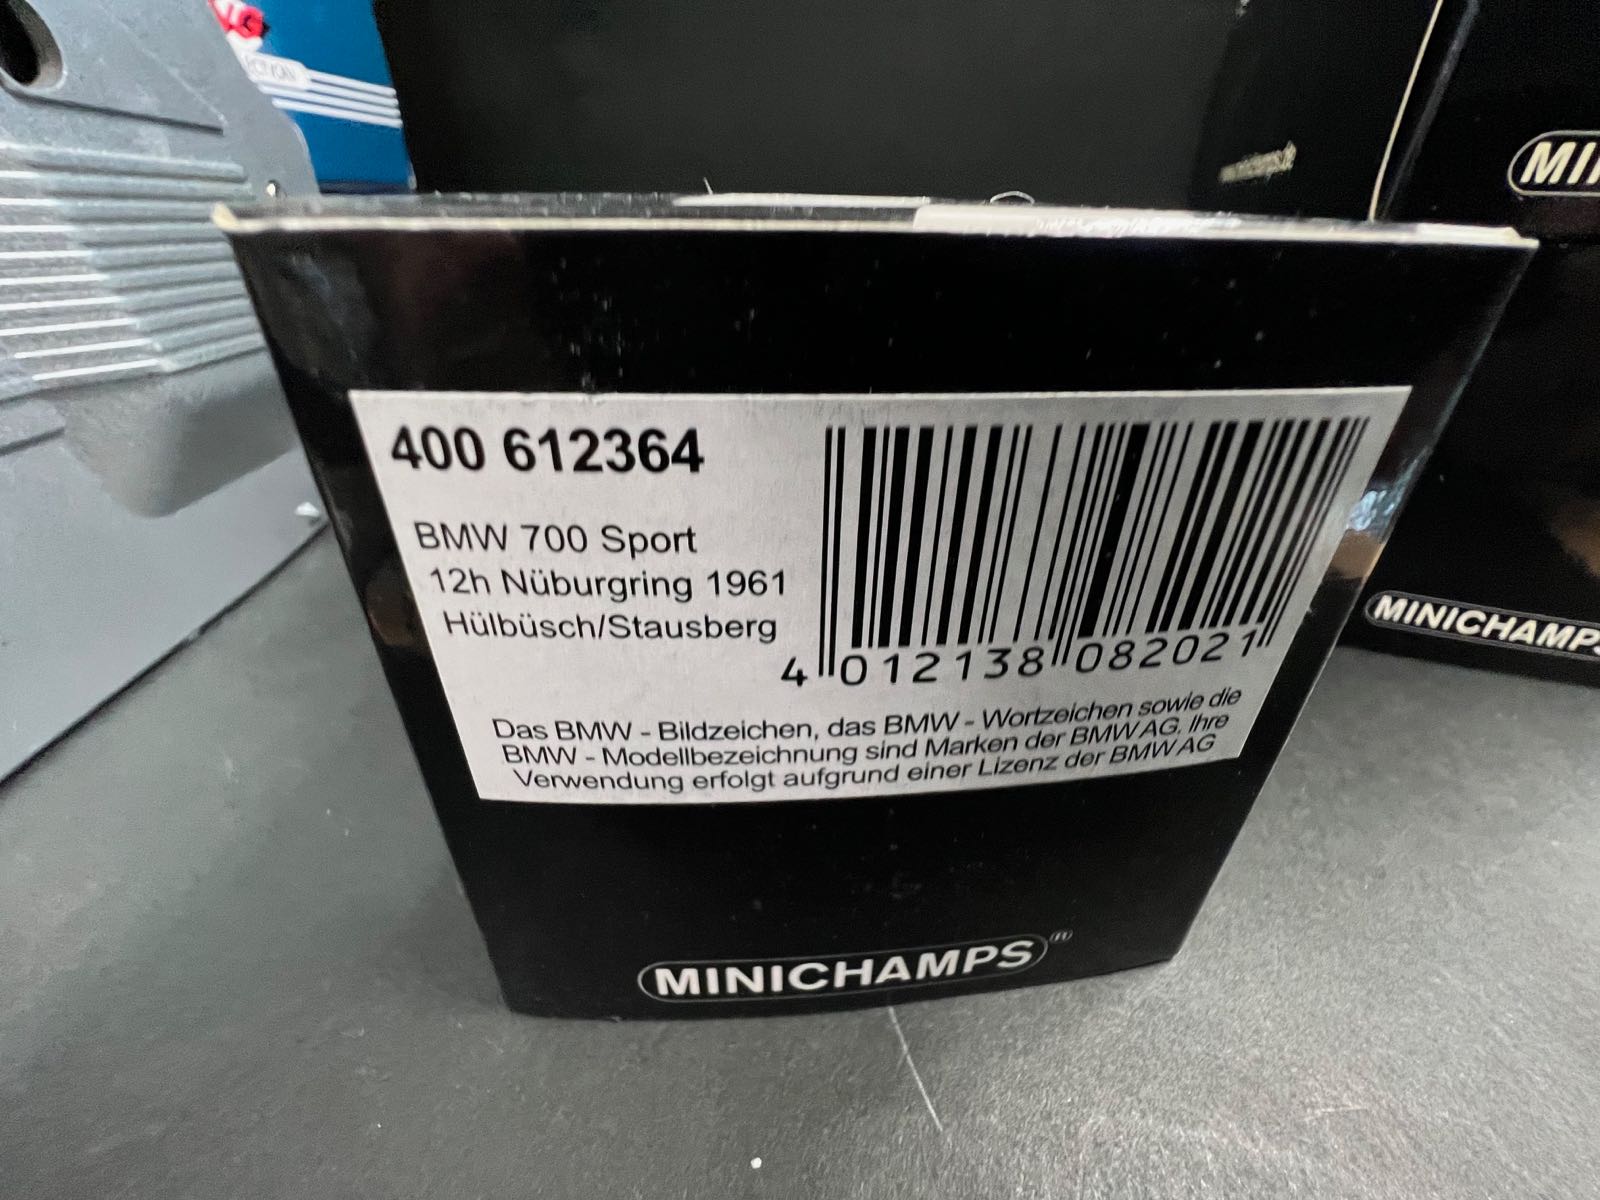 400 612364
BMW 700 Sport
12h Nüburgring 1961
Hülbüsch/Stausberg
4 012138 082021
Das BMW - Bildzeichen, das BMW - Wortzeichen sowie die
BMW - Modellbezeichnung sind Marken der BMW AG. Ihre
Verwendung erfolgt aufgrund einer Lizenz der BMW AG
MINICHAMPS®
MINICHAMPS